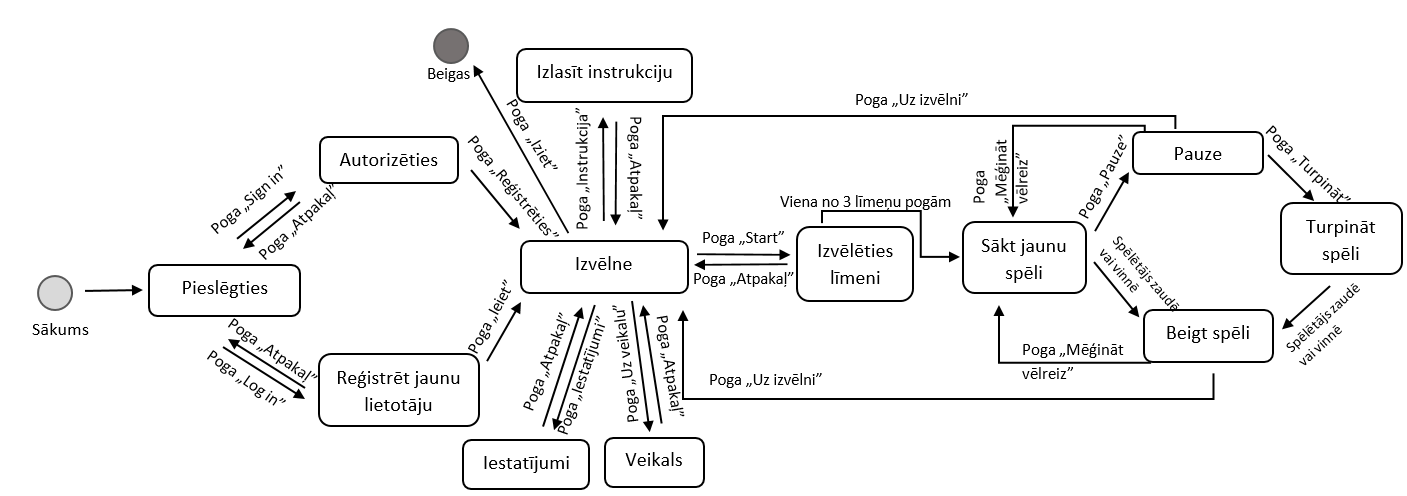 Beigas
Izlasīt instrukciju
Poga „Uz izvēlni”
Poga „Iziet”
Poga „Instrukcija”
Poga „Atpakaļ”
Autorizēties
Poga „Reģistrēties”
Poga „Sign in”
Poga „Atpakaļ”
Poga
„Mēģināt
vēlreiz”
Poga „Pauze”
Pauze
Poga „Turpināt”
Viena no 3 līmeņu pogām
Sākums
Pieslēgties
Izvēlne
Poga „Start”
Poga „Atpakaļ”
Izvēlēties
līmeni
Sākt jaunu
spēli
Turpināt
spēli
Spēlētājs zaudē
vai vinnē
Beigt spēli
Spēlētājs zaudē
vai vinnē
Poga „Atpakaļ”
Poga „Log in”
Reģistrēt jaunu
lietotāju
Poga „Ieiet”
Poga „Atpakaļ”
Poga „Iestatījumi”
Poga „Uz veikalu”
Poga „Atpakaļ”
Poga „Mēģināt
vēlreiz”
Poga „Uz izvēlni”
Iestatījumi
Veikals